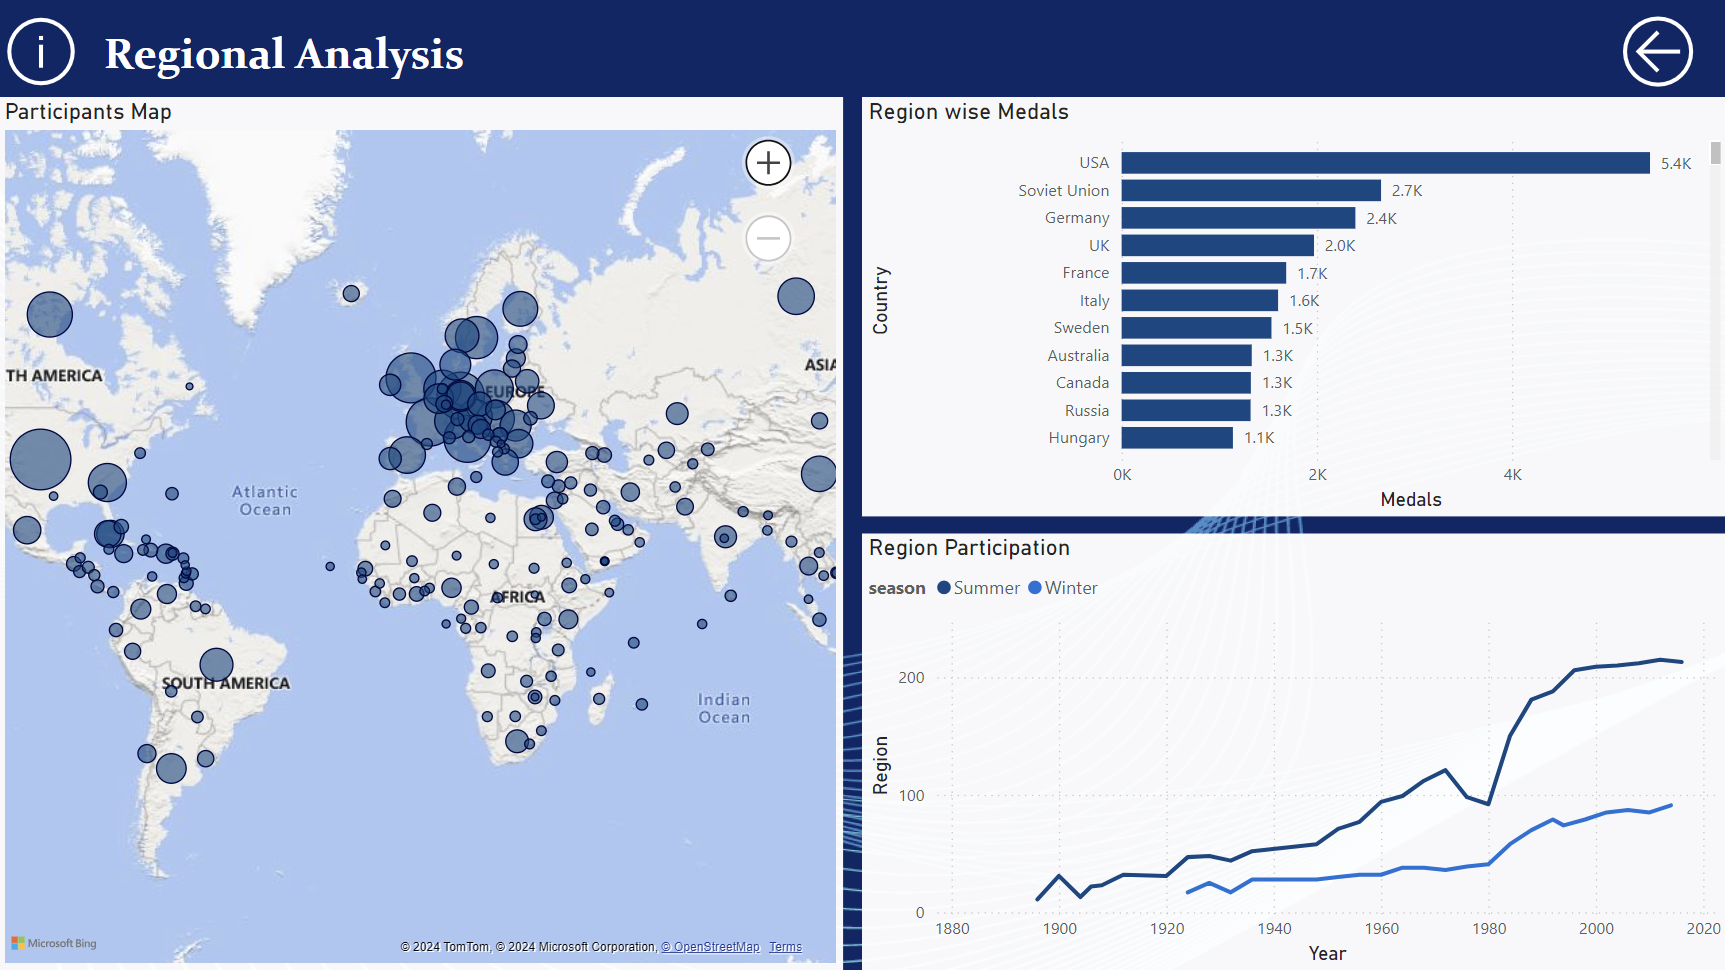 Regional Analysis
Participants Map
TH AMERICA
EUROPE
ASIA
Atlantic
Ocean
AFRICA
SOUTH AMERICA
Indian
Ocean
Microsoft Bing
© 2024 TomTom, © 2024 Microsoft Corporation, © OpenStreetMap Terms
Region wise Medals
Country
USA 5.4K
Soviet Union 2.7K
Germany 2.4K
UK 2.0K
France 1.7K
Italy 1.6K
Sweden 1.5K
Australia 1.3K
Canada 1.3K
Russia 1.3K
Hungary 1.1K
0K 2K 4K
Medals
Region Participation
season Summer Winter
Region
200
100
0
1880 1900 1920 1940 1960 1980 2000 2020
Year